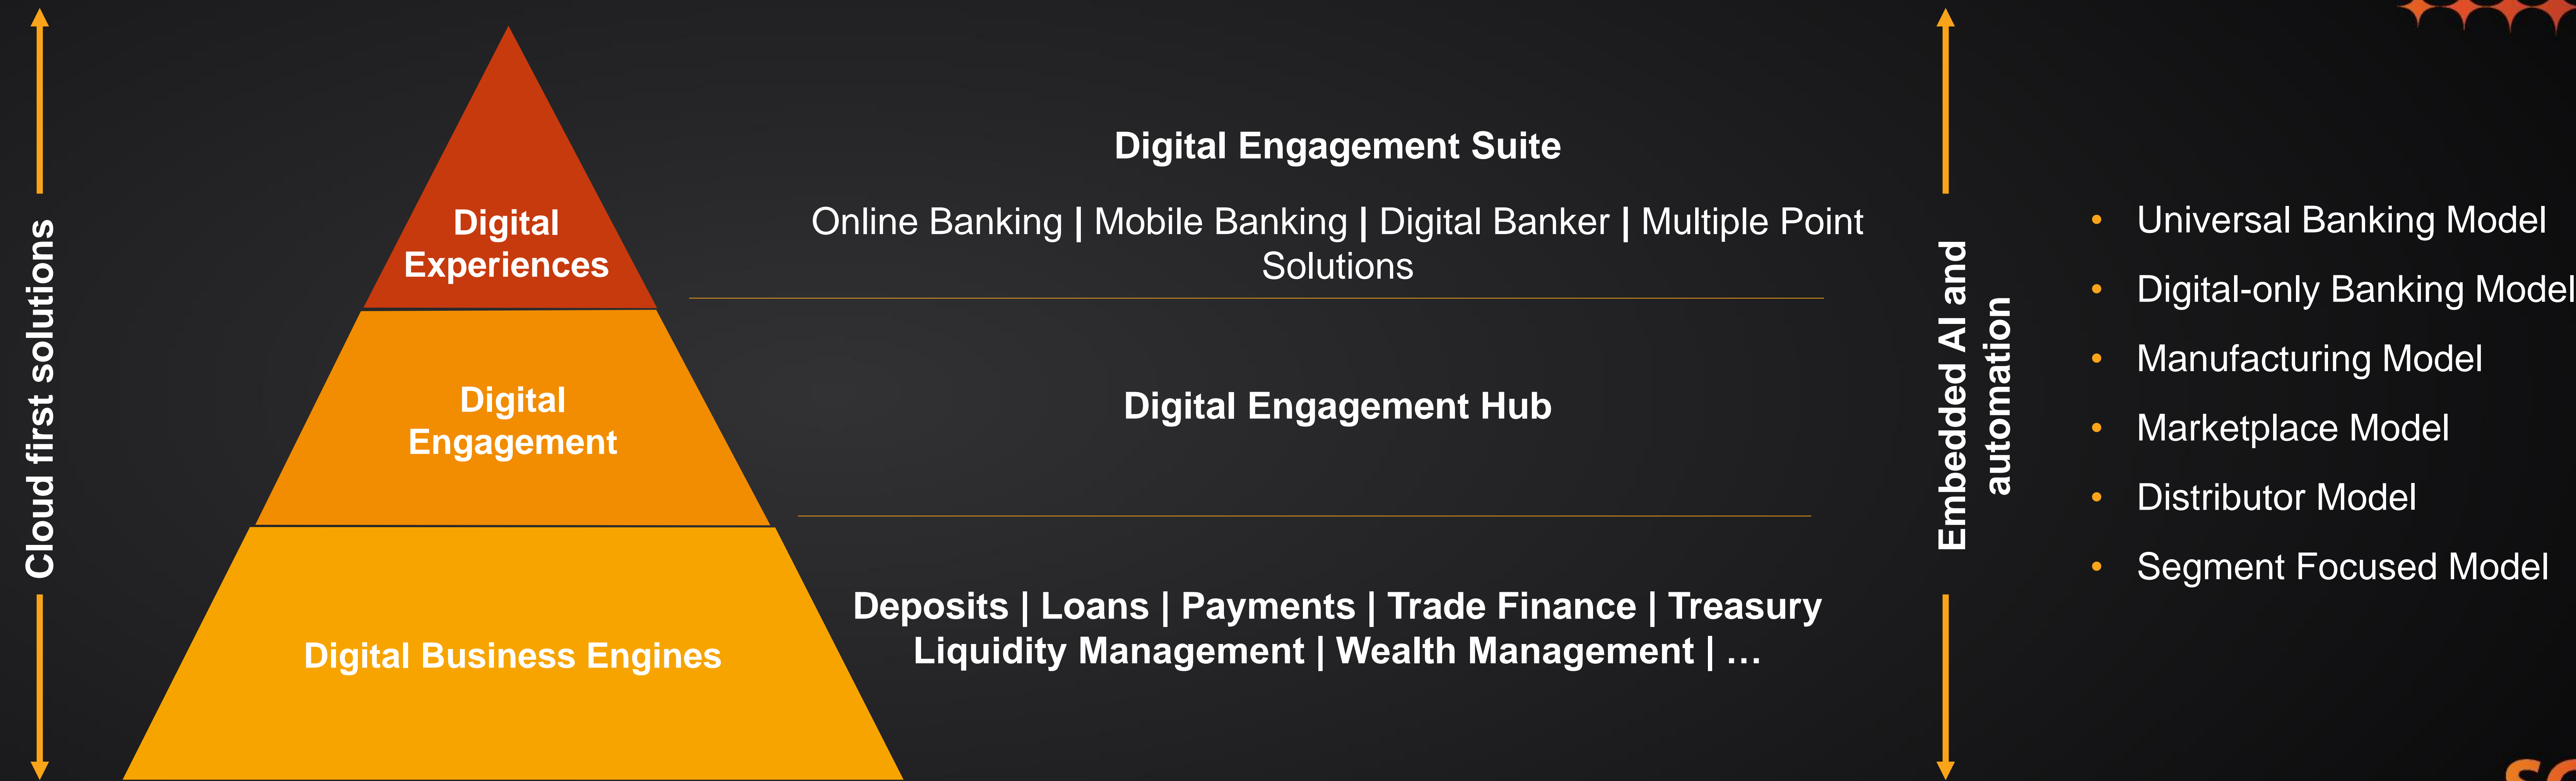 Cloud first solutions
Digital
Experiences
Digital
Engagement
Digital Business Engines
Digital Engagement Suite
Online Banking | Mobile Banking | Digital Banker | Multiple Point
Solutions
Digital Engagement Hub
Deposits | Loans | Payments | Trade Finance | Treasury
Liquidity Management | Wealth Management | …
Embedded AI and
automation
• Universal Banking Model
• Digital-only Banking Model
• Manufacturing Model
• Marketplace Model
• Distributor Model
• Segment Focused Model